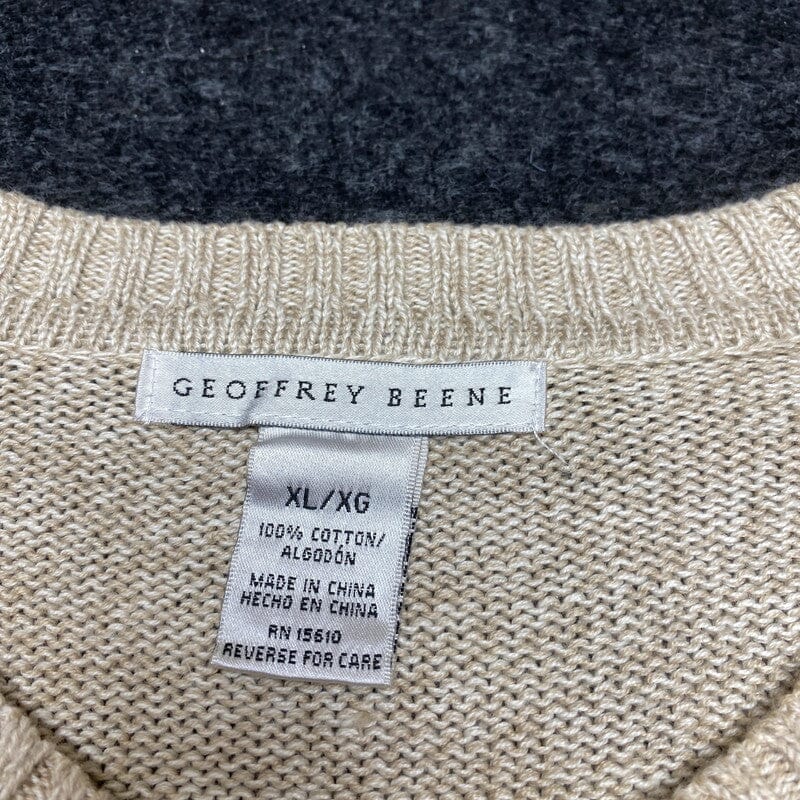 GEOFFREY BEENE
XL/XG
100% COTTON/
ALGODÓN
MADE IN CHINA
HECHO EN CHINA
RN 15610
REVERSE FOR CARE